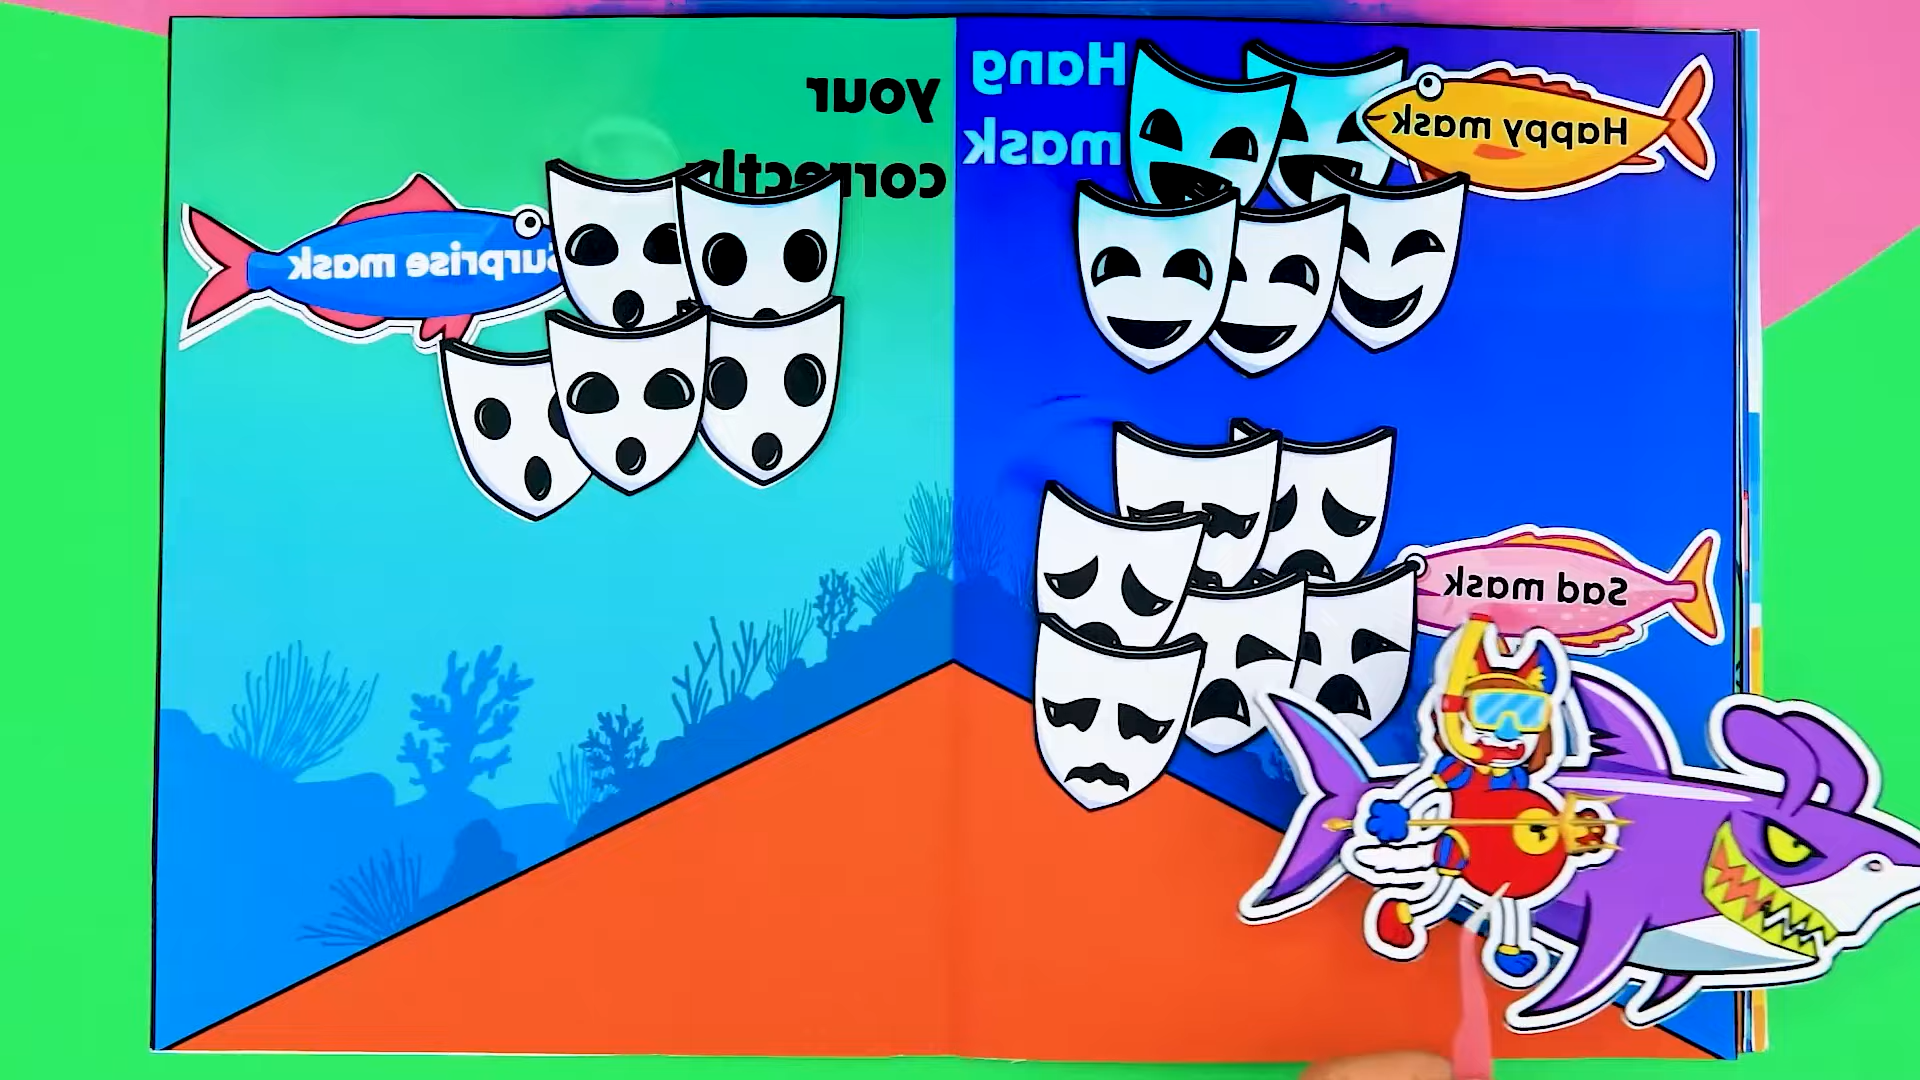 Hang your
mask correctly
Happy mask
Surprise mask
Sad mask